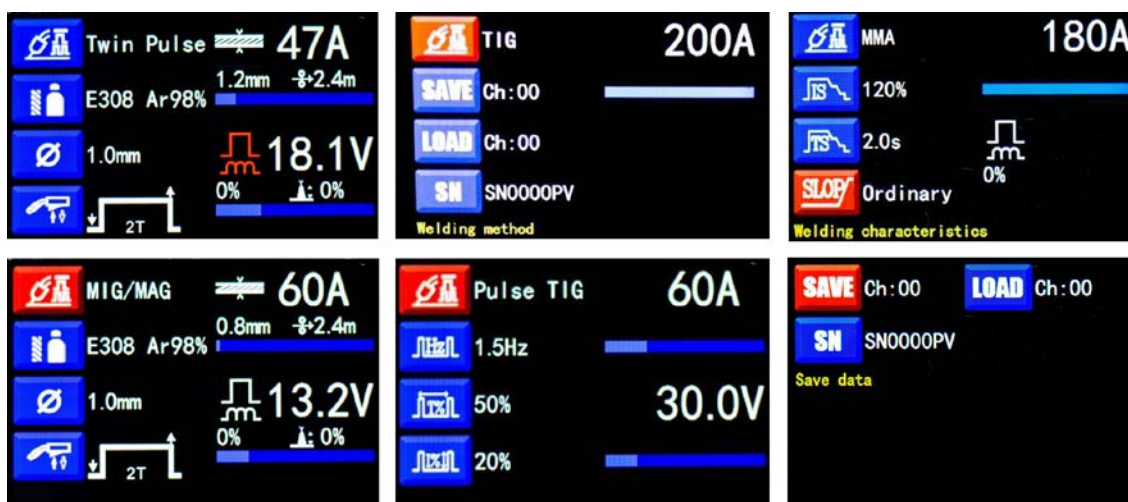 Twin Pulse 47A
1.2mm 2.4m
E308 Ar98%
1.0mm 18.1V
0% 0%
2T
TIG 200A
SAVE Ch:00
LOAD Ch:00
SN SN0000PV
Welding method
MMA 180A
IS 120%
TS 2.0s
0%
SLOP Ordinary
Welding characteristics
MIG/MAG 60A
0.8mm 2.4m
E308 Ar98%
1.0mm 13.2V
0% 0%
2T
Pulse TIG 60A
Hz 1.5Hz
T% 50% 30.0V
I% 20%
SAVE Ch:00 LOAD Ch:00
SN SN0000PV
Save data